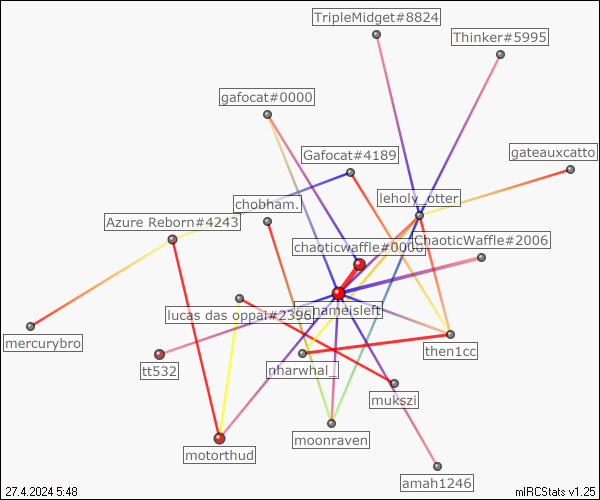 TripleMidget#8824
Thinker#5995
gafocat#0000
Gafocat#4189
gateauxcatto
leholy_otter
chobham.
Azure Reborn#4243
ChaoticWaffle#2006
chaoticwaffle#0000
nameisleft
lucas das oppai#2396
mercurybro
then1cc
tt532
nharwhal_
mukszi
moonraven
motorthud
amah1246
27.4.2024 5:48
mIRCStats v1.25